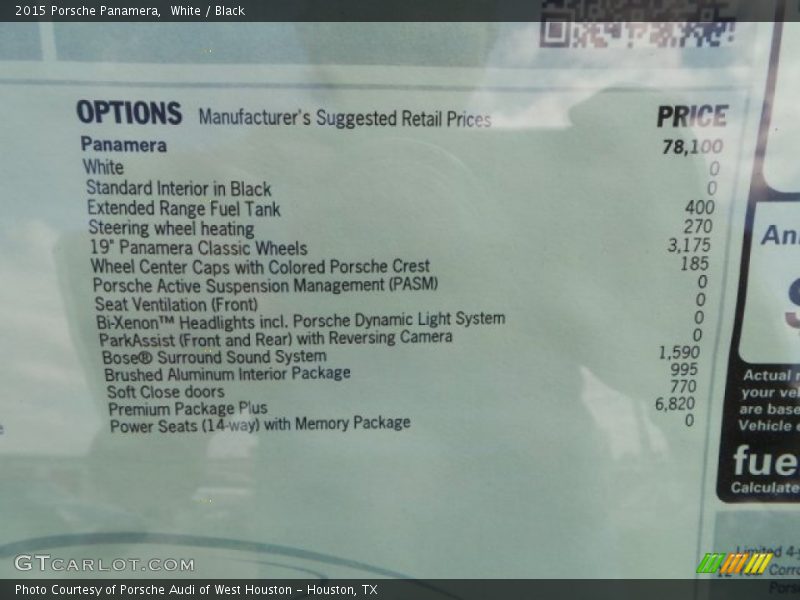 2015 Porsche Panamera, White / Black
OPTIONS Manufacturer's Suggested Retail Prices PRICE
Panamera 78,100
White 0
Standard Interior in Black 0
Extended Range Fuel Tank 400
Steering wheel heating 270
19" Panamera Classic Wheels 3,175
Wheel Center Caps with Colored Porsche Crest 185
Porsche Active Suspension Management (PASM) 0
Seat Ventilation (Front) 0
Bi-Xenon™ Headlights incl. Porsche Dynamic Light System 0
ParkAssist (Front and Rear) with Reversing Camera 0
Bose® Surround Sound System 1,590
Brushed Aluminum Interior Package 995
Soft Close doors 770
Premium Package Plus 6,820
Power Seats (14-way) with Memory Package 0
Actual
your
are base
Vehicle
fue
Calculate
Limited 4-
GTCARLOT.COM
Photo Courtesy of Porsche Audi of West Houston - Houston, TX